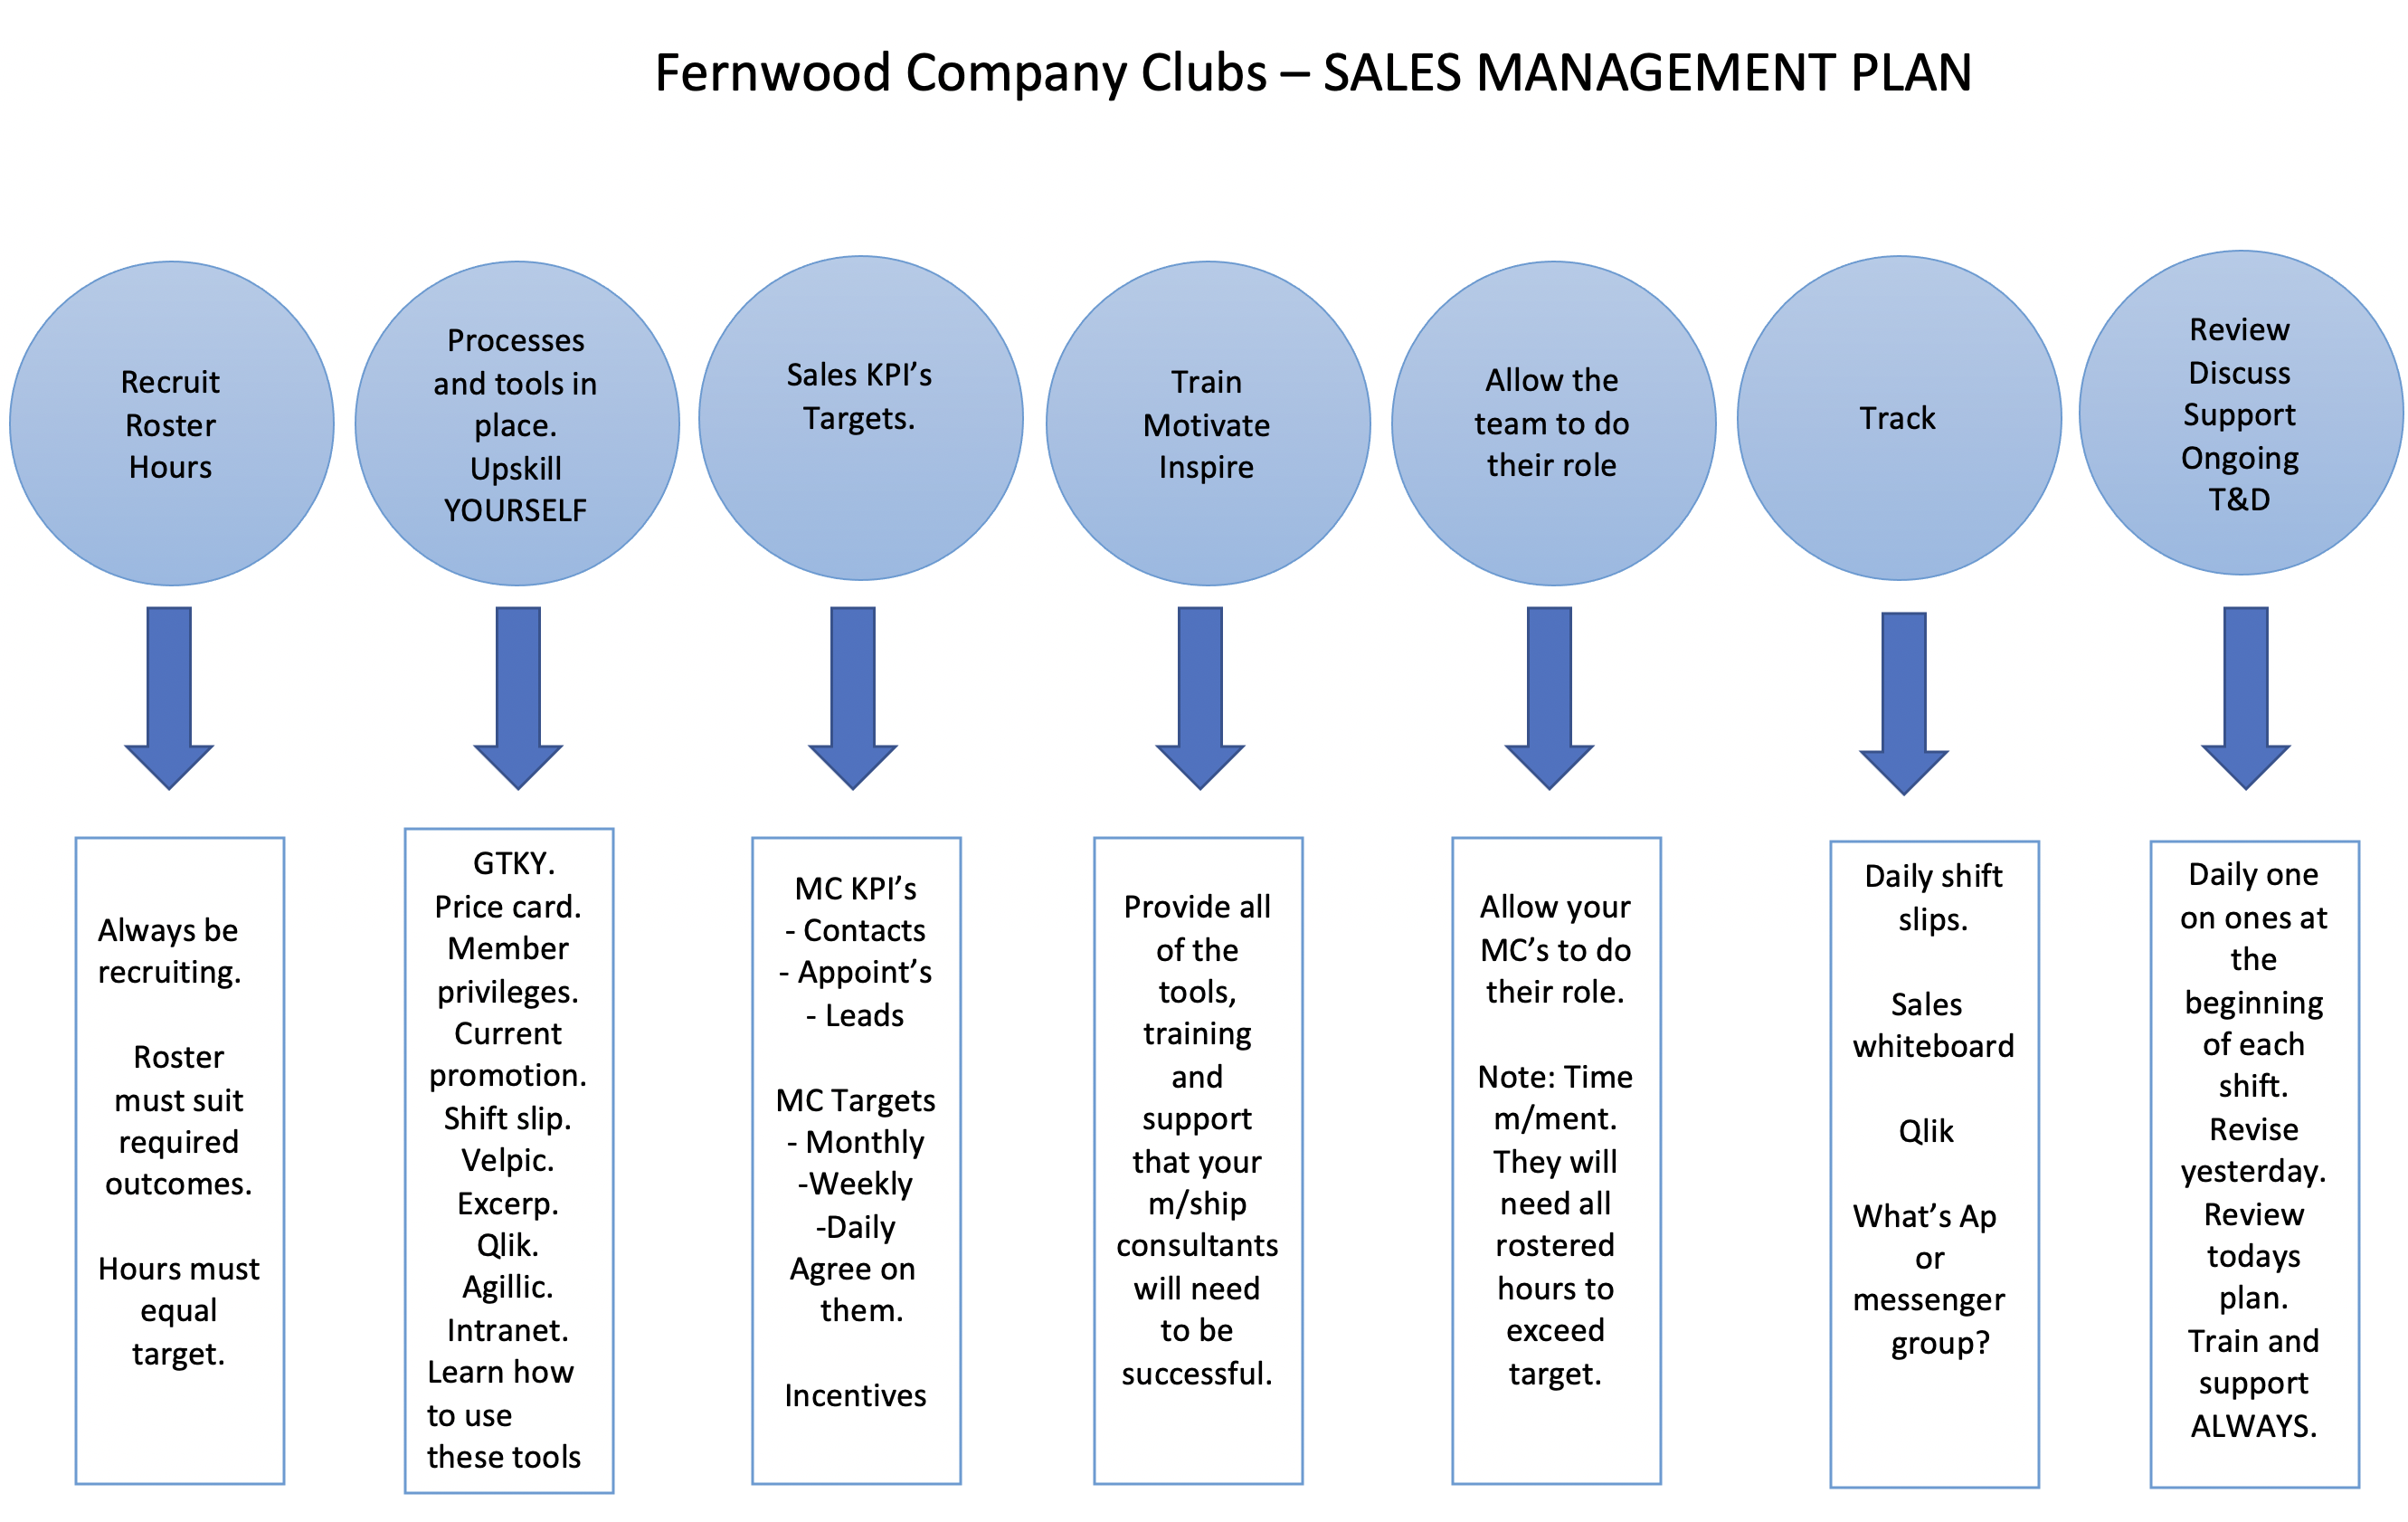 Fernwood Company Clubs – SALES MANAGEMENT PLAN
Recruit
Roster
Hours
Processes
and tools in
place.
Upskill
YOURSELF
Sales KPI’s
Targets.
Train
Motivate
Inspire
Allow the
team to do
their role
Track
Review
Discuss
Support
Ongoing
T&D
Always be
recruiting.
Roster
must suit
required
outcomes.
Hours must
equal
target.
GTKY.
Price card.
Member
privileges.
Current
promotion.
Shift slip.
Velpic.
Excerp.
Qlik.
Agillic.
Intranet.
Learn how
to use
these tools
MC KPI’s
- Contacts
- Appoint’s
- Leads
MC Targets
- Monthly
-Weekly
-Daily
Agree on
them.
Incentives
Provide all
of the
tools,
training
and
support
that your
m/ship
consultants
will need
to be
successful.
Allow your
MC’s to do
their role.
Note: Time
m/ment.
They will
need all
rostered
hours to
exceed
target.
Daily shift
slips.
Sales
whiteboard
Qlik
What’s Ap
or
messenger
group?
Daily one
on ones at
the
beginning
of each
shift.
Revise
yesterday.
Review
todays
plan.
Train and
support
ALWAYS.